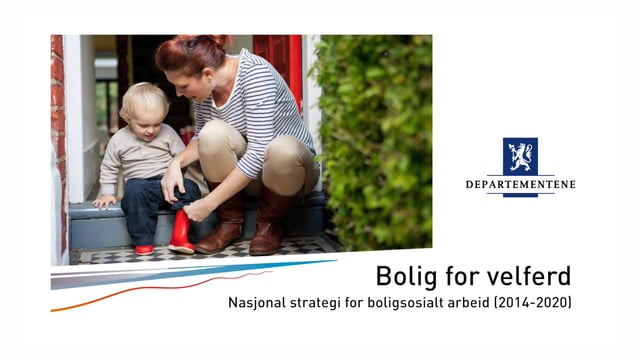 DEPARTEMENTENE
Bolig for velferd
Nasjonal strategi for boligsosialt arbeid (2014-2020)